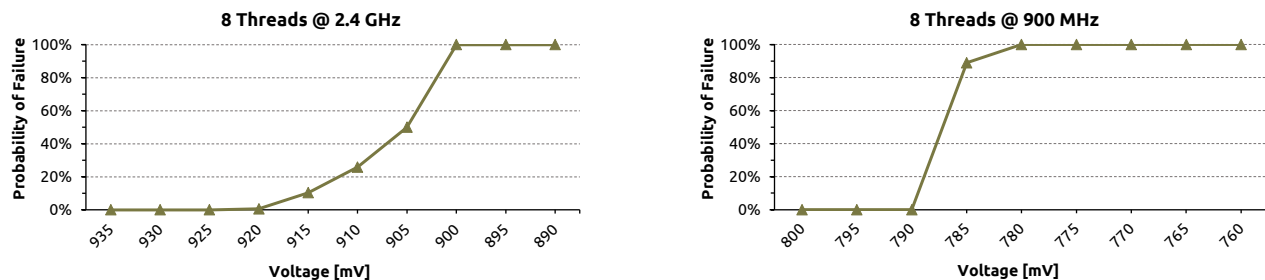 8 Threads @ 2.4 GHz
Probability of Failure
100%
80%
60%
40%
20%
0%
935 930 925 920 915 910 905 900 895 890
Voltage [mV]
8 Threads @ 900 MHz
Probability of Failure
100%
80%
60%
40%
20%
0%
800 795 790 785 780 775 770 765 760
Voltage [mV]